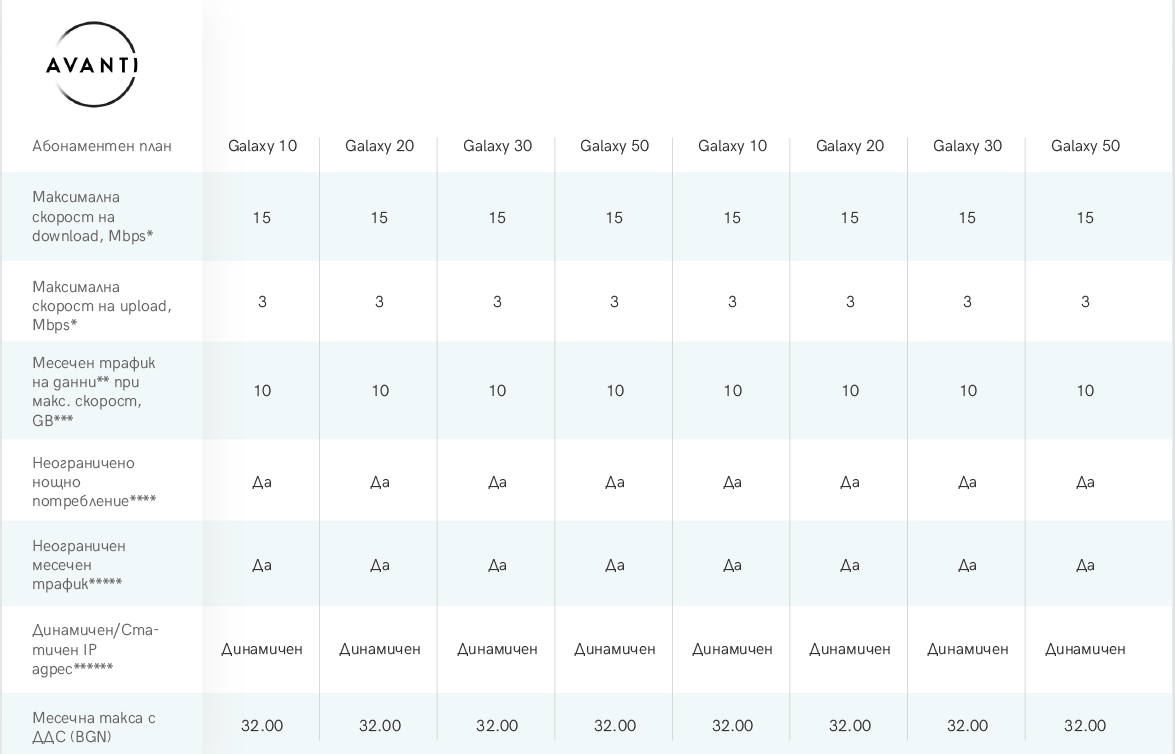 AVANTI
Абонаментен план Galaxy 10 Galaxy 20 Galaxy 30 Galaxy 50 Galaxy 10 Galaxy 20 Galaxy 30 Galaxy 50
Максимална
скорост на
download, Mbps*
15 15 15 15 15 15 15 15
Максимална
скорост на upload,
Mbps*
3 3 3 3 3 3 3 3
Месечен трафик
на данни** при
макс. скорост,
GB***
10 10 10 10 10 10 10 10
Неограничено
нощно
потребление****
Да Да Да Да Да Да Да Да
Неограничен
месечен
трафик*****
Да Да Да Да Да Да Да Да
Динамичен/Ста-
тичен IP
адрес******
Динамичен Динамичен Динамичен Динамичен Динамичен Динамичен Динамичен Динамичен
Месечна такса с
ДДС (BGN)
32.00 32.00 32.00 32.00 32.00 32.00 32.00 32.00